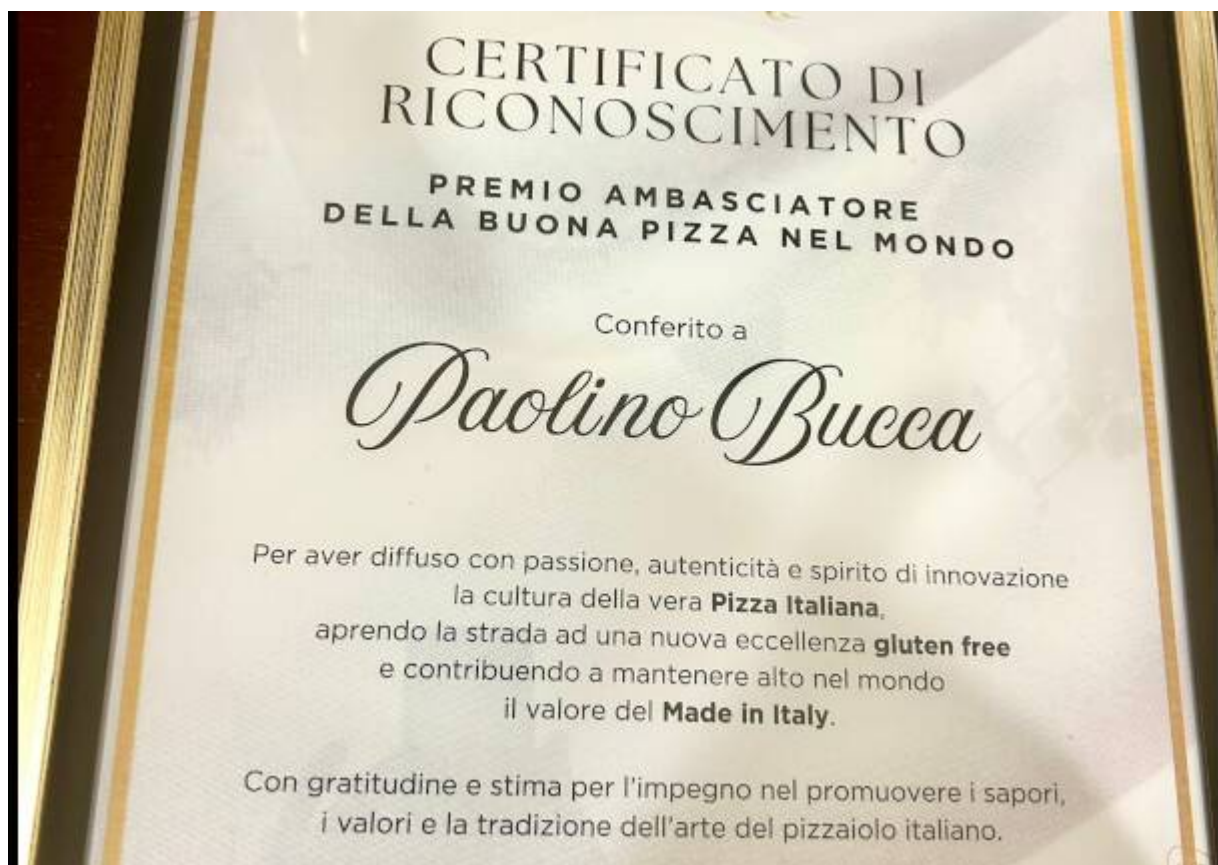 CERTIFICATO DI
RICONOSCIMENTO
PREMIO AMBASCIATORE
DELLA BUONA PIZZA NEL MONDO
Conferito a
Paolino Bucca
Per aver diffuso con passione, autenticità e spirito di innovazione
la cultura della vera Pizza Italiana,
aprendo la strada ad una nuova eccellenza gluten free
e contribuendo a mantenere alto nel mondo
il valore del Made in Italy.
Con gratitudine e stima per l'impegno nel promuovere i sapori,
i valori e la tradizione dell'arte del pizzaiolo italiano.